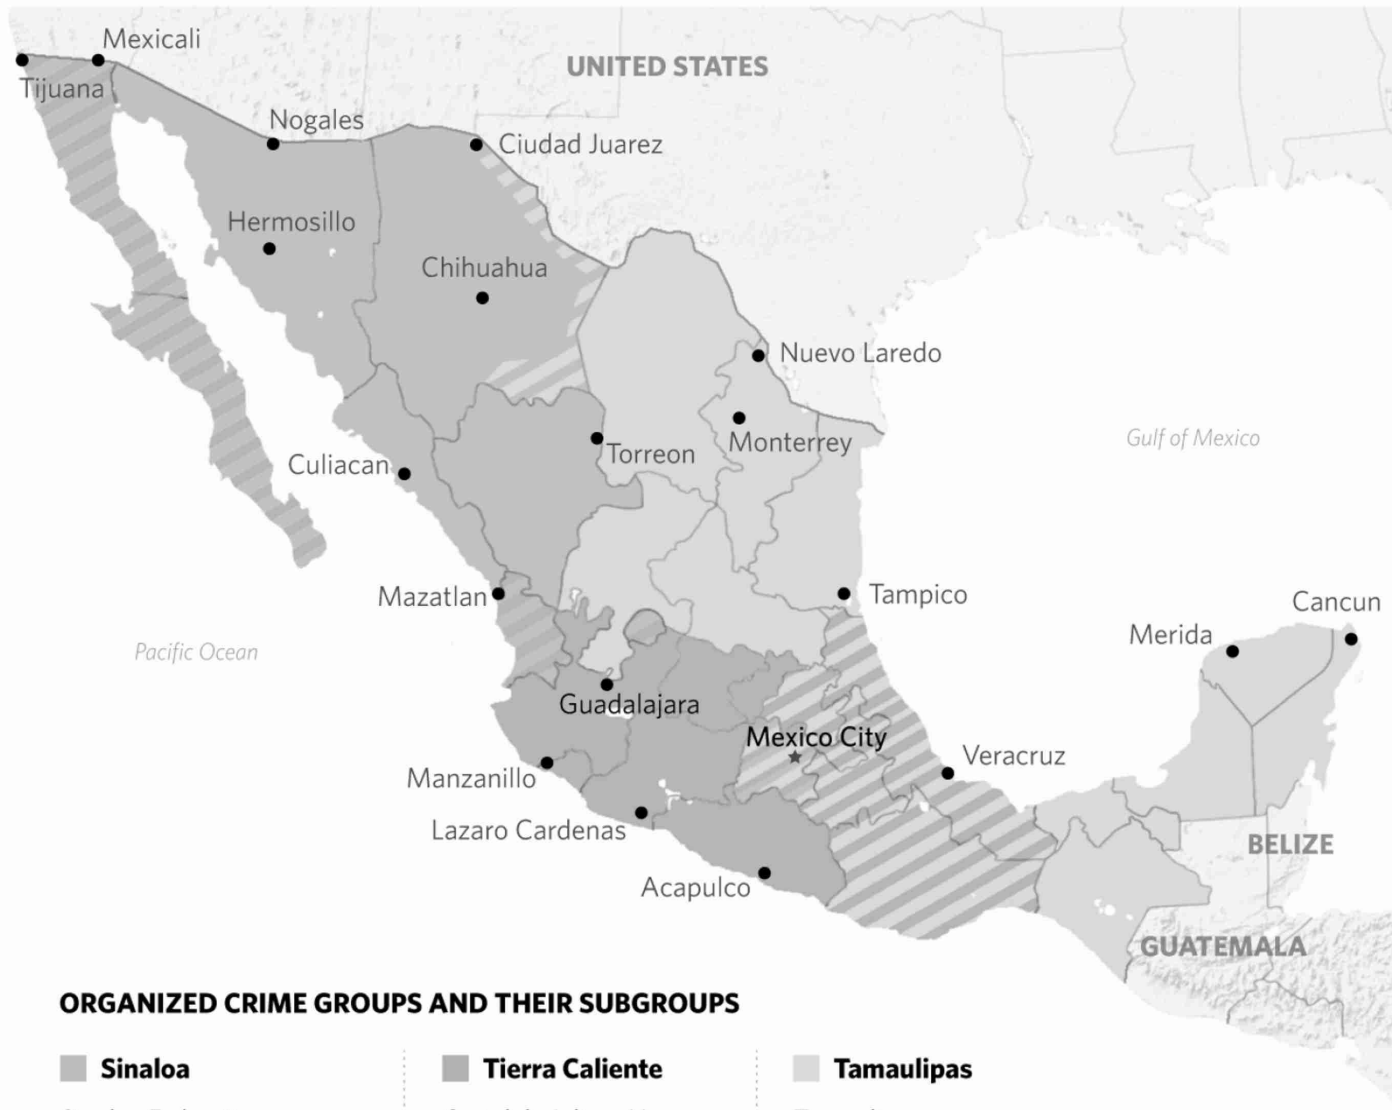 Mexicali
UNITED STATES
Tijuana
Nogales
Ciudad Juarez
Hermosillo
Chihuahua
Nuevo Laredo
Monterrey
Gulf of Mexico
Torreon
Culiacan
Mazatlan
Tampico
Cancun
Merida
Pacific Ocean
Guadalajara
Mexico City
Veracruz
Manzanillo
Lazaro Cardenas
BELIZE
Acapulco
GUATEMALA
ORGANIZED CRIME GROUPS AND THEIR SUBGROUPS
Sinaloa Tierra Caliente Tamaulipas